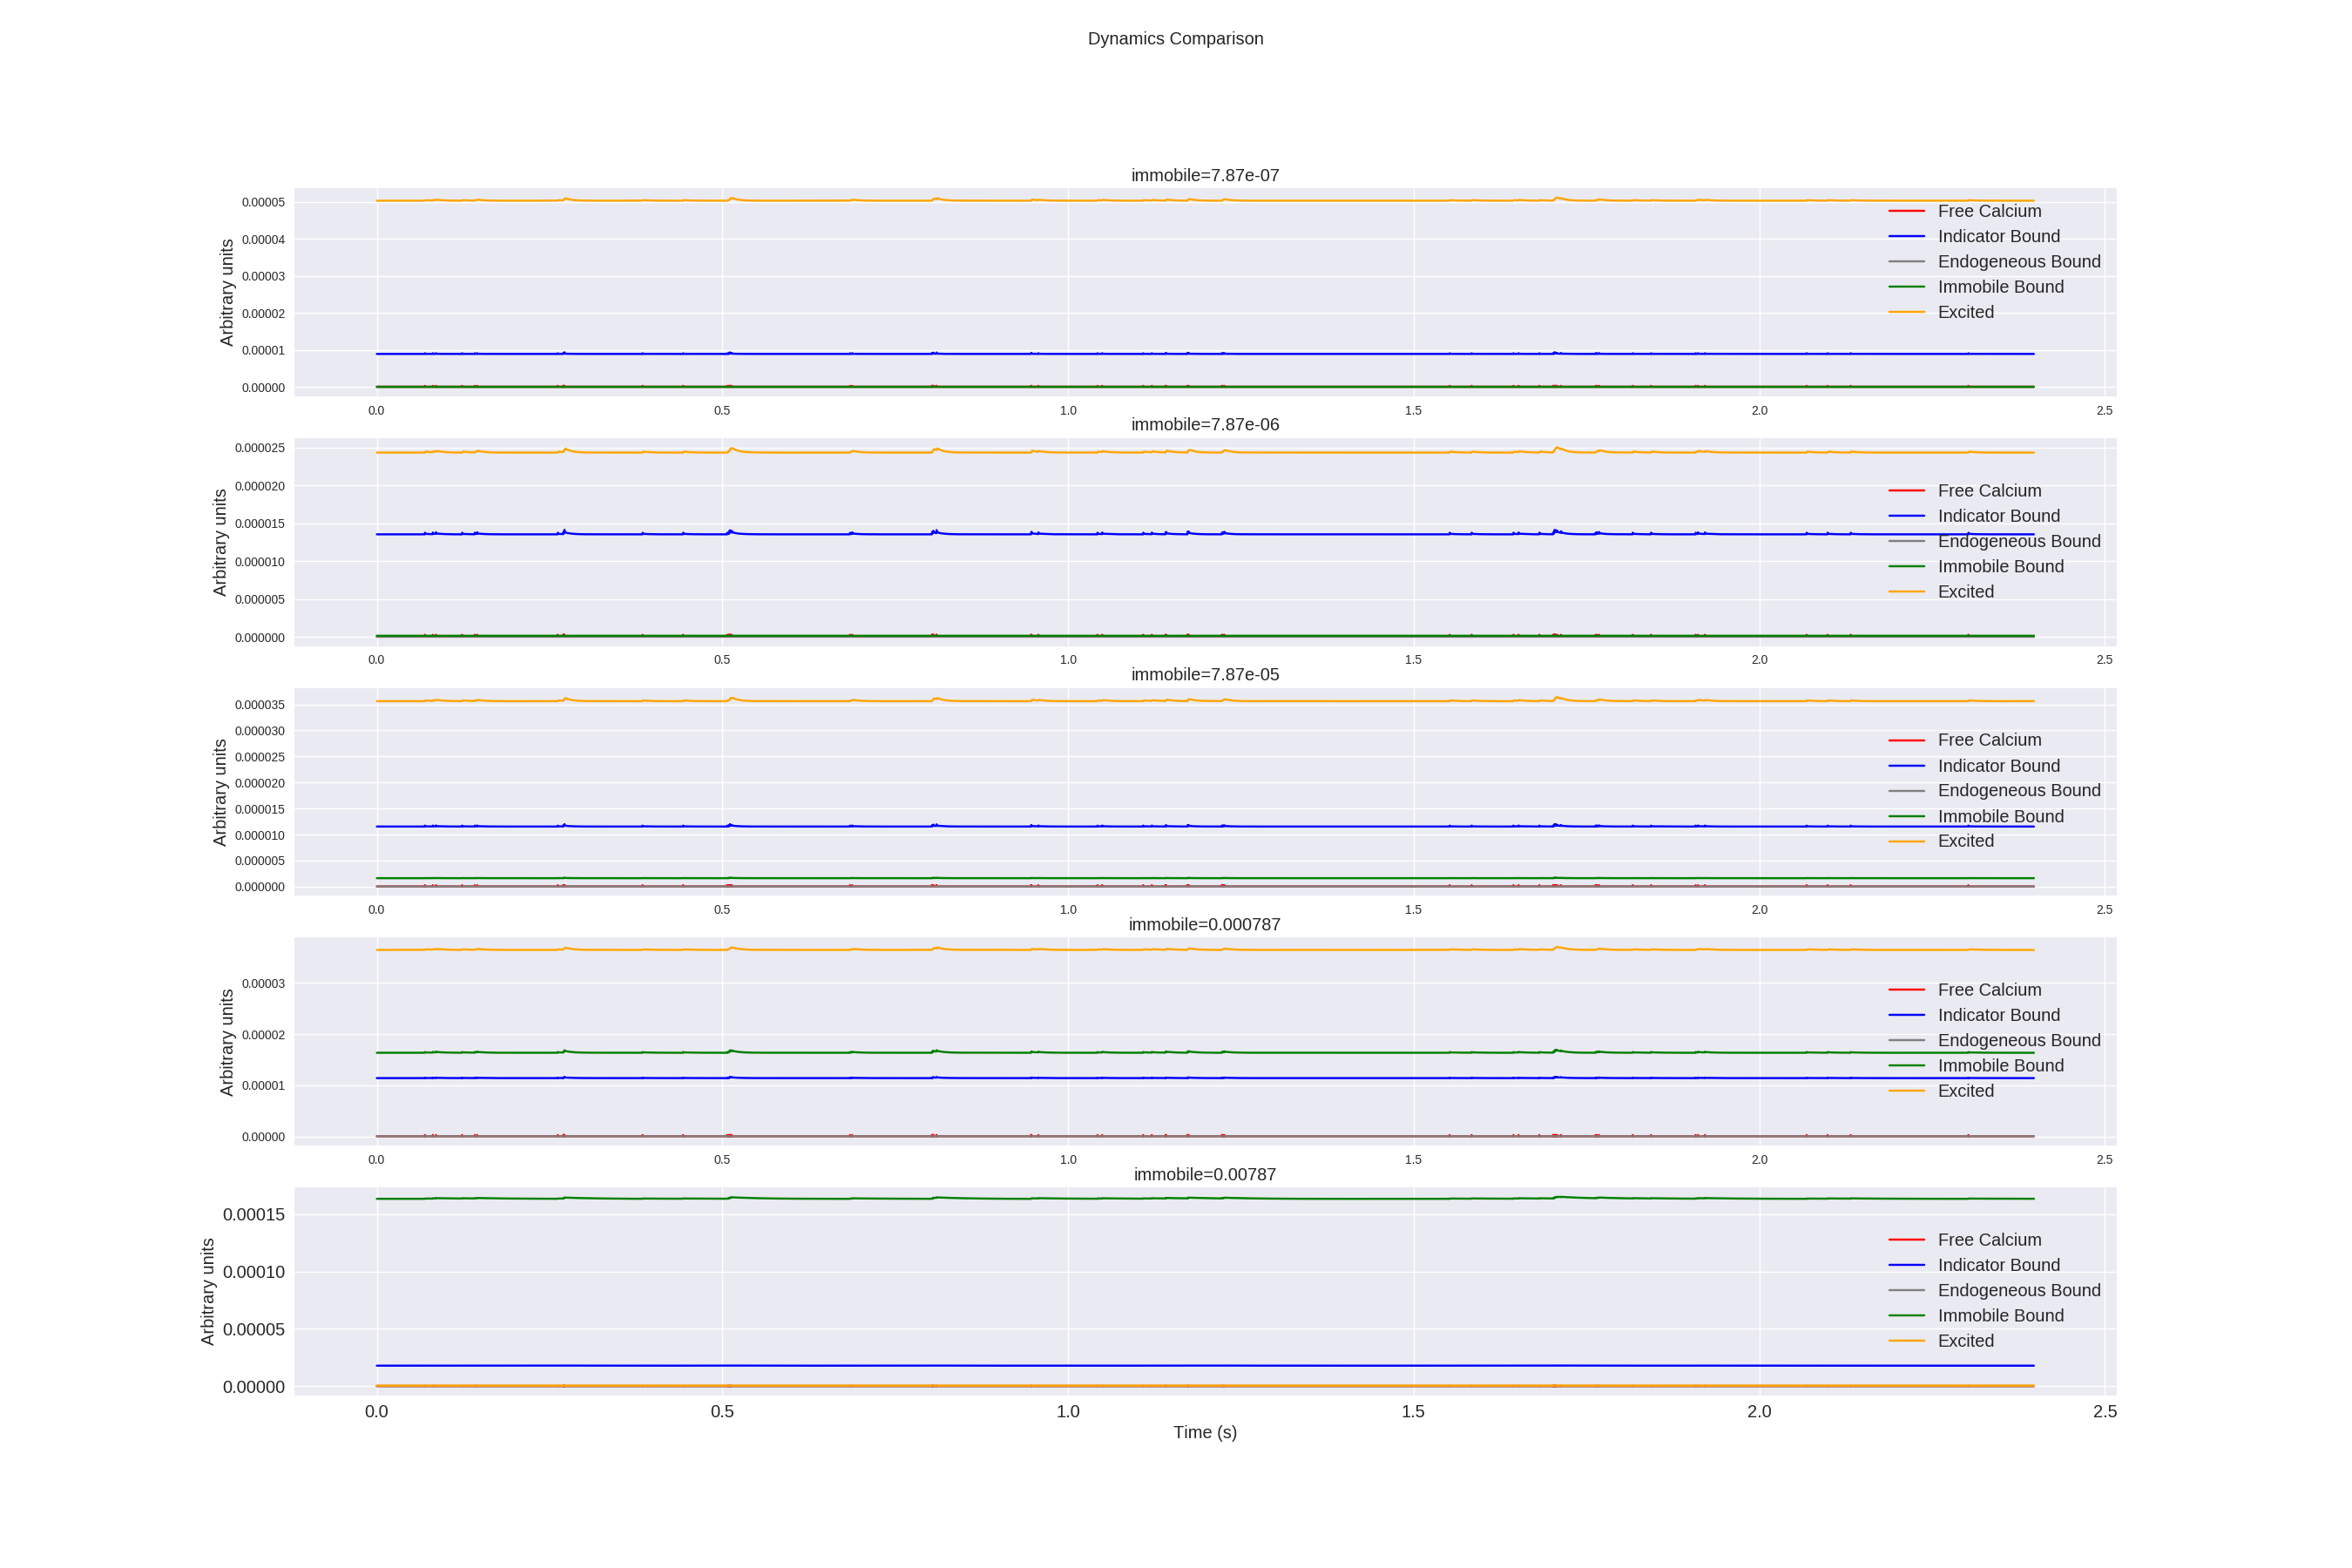 Dynamics Comparison
immobile=7.87e-07
0.00005
0.00004
0.00003
0.00002
0.00001
0.00000
Arbitrary units
Free Calcium
Indicator Bound
Endogeneous Bound
Immobile Bound
Excited
0.0 0.5 1.0 1.5 2.0 2.5
immobile=7.87e-06
0.000025
0.000020
0.000015
0.000010
0.000005
0.000000
Arbitrary units
Free Calcium
Indicator Bound
Endogeneous Bound
Immobile Bound
Excited
0.0 0.5 1.0 1.5 2.0 2.5
immobile=7.87e-05
0.000035
0.000030
0.000025
0.000020
0.000015
0.000010
0.000005
0.000000
Arbitrary units
Free Calcium
Indicator Bound
Endogeneous Bound
Immobile Bound
Excited
0.0 0.5 1.0 1.5 2.0 2.5
immobile=0.000787
0.00003
0.00002
0.00001
0.00000
Arbitrary units
Free Calcium
Indicator Bound
Endogeneous Bound
Immobile Bound
Excited
0.0 0.5 1.0 1.5 2.0 2.5
immobile=0.00787
0.00015
0.00010
0.00005
0.00000
Arbitrary units
Free Calcium
Indicator Bound
Endogeneous Bound
Immobile Bound
Excited
0.0 0.5 1.0 1.5 2.0 2.5
Time (s)